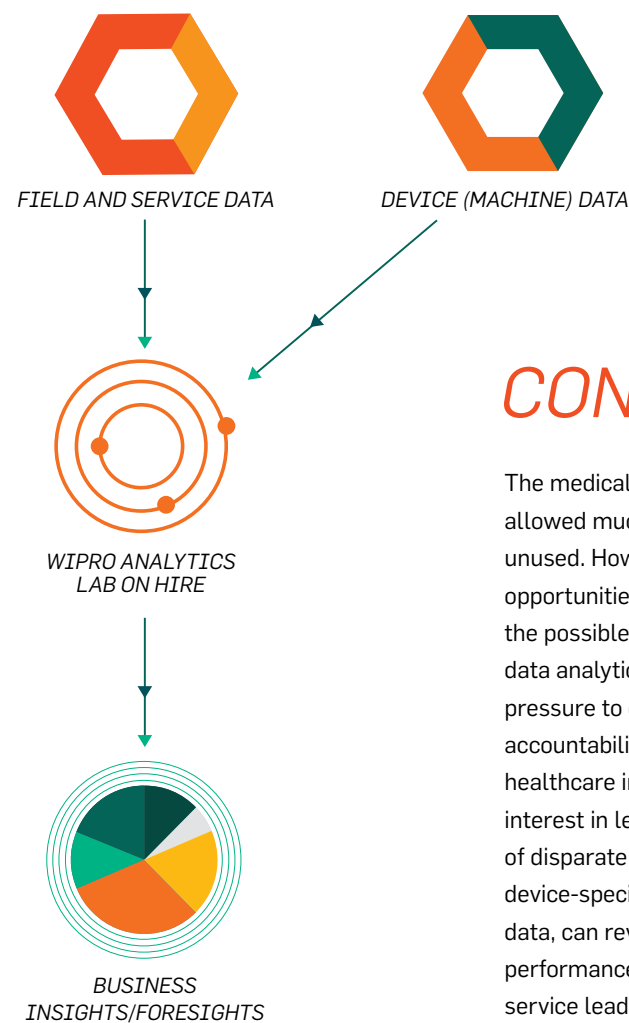 FIELD AND SERVICE DATA
DEVICE (MACHINE) DATA
WIPRO ANALYTICS
LAB ON HIRE
BUSINESS
INSIGHTS/FORESIGHTS
CON
The medical
allowed muc
unused. How
opportunitie
the possible
data analytic
pressure to
accountabili
healthcare i
interest in le
of disparate
device-speci
data, can rev
performance
service lead